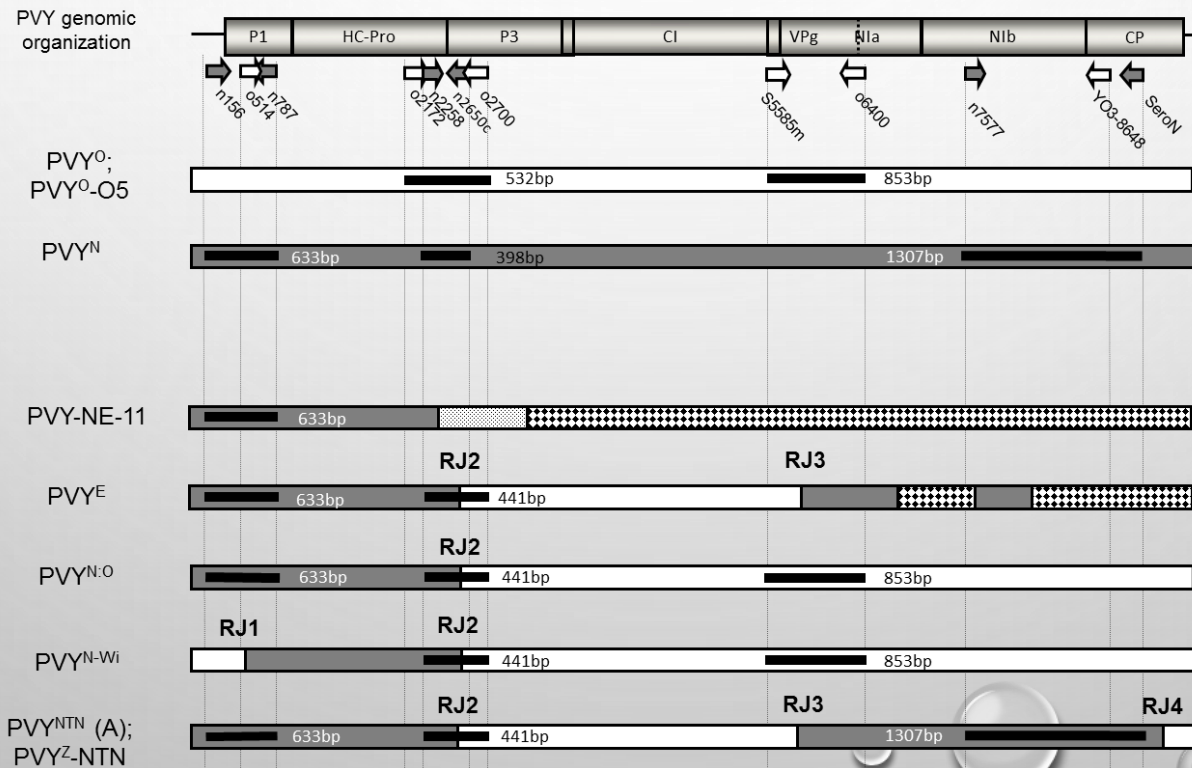 PVY genomic
organization
P1 HC-Pro P3 CI VPg NIa NIb CP
n156 o514 n787 o2172 n2258 n2650c o2700 S5585m o6400 n7577 YO3-8648 SeroN
PVYᴼ;
PVYᴼ-O5
532bp 853bp
PVYᴺ
633bp 398bp 1307bp
PVY-NE-11
633bp
RJ2 RJ3
PVYᴱ
633bp 441bp
RJ2
PVYᴺ:ᴼ
633bp 441bp 853bp
RJ1 RJ2
PVYᴺ⁻ᵂⁱ
441bp 853bp
RJ2 RJ3 RJ4
PVYᴺᵀᴺ (A);
PVYᶻ-NTN
633bp 441bp 1307bp